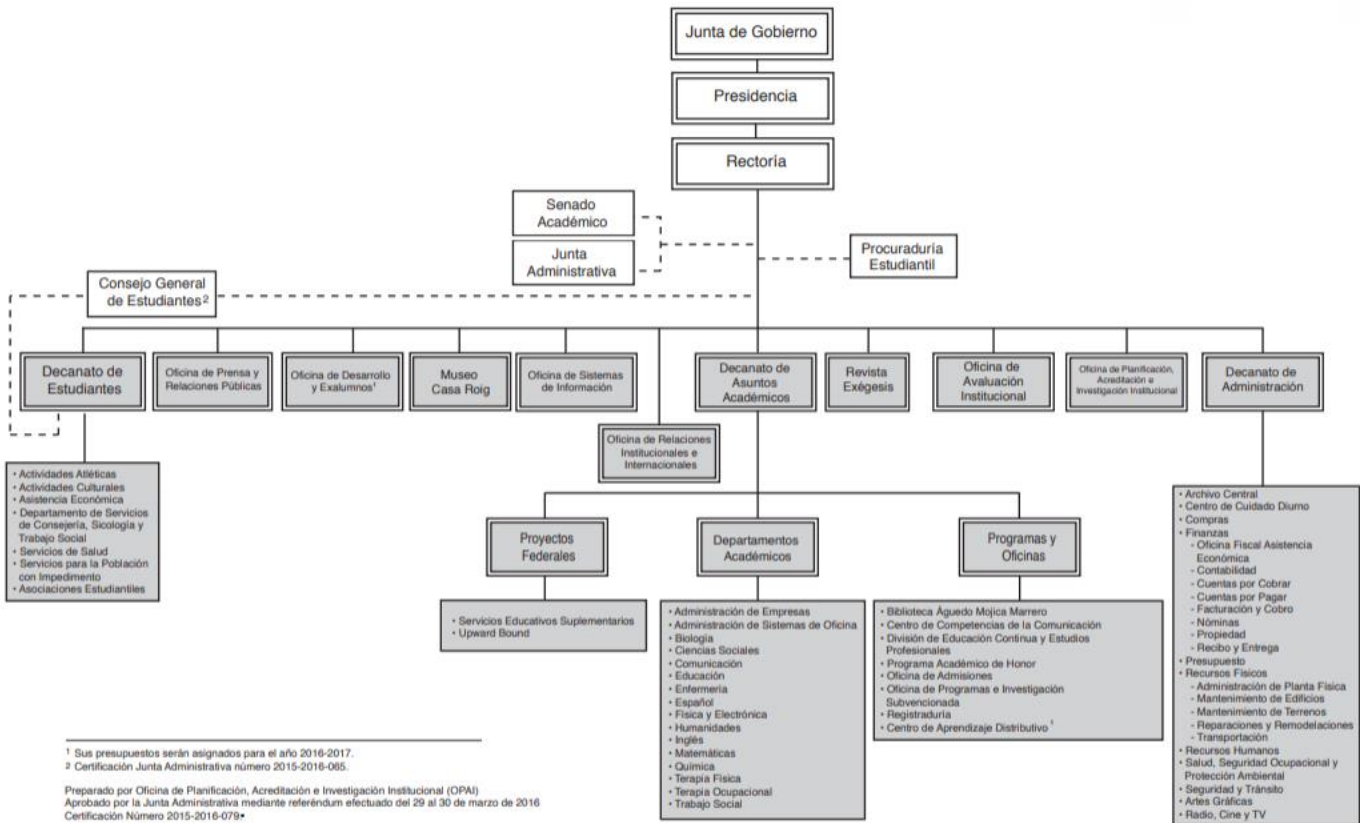 Junta de Gobierno
Presidencia
Rectoría
Senado
Académico
Junta
Administrativa
Procuraduría
Estudiantil
Consejo General
de Estudiantes2
Decanato de
Estudiantes
Oficina de Prensa y
Relaciones Públicas
Oficina de Desarrollo
y Exalumnos1
Museo
Casa Roig
Oficina de Sistemas
de Información
Oficina de Relaciones
Institucionales e
Internacionales
Decanato de
Asuntos
Académicos
Revista
Exégesis
Oficina de
Avaluación
Institucional
Oficina de Planificación,
Acreditación e
Investigación Institucional
Decanato de
Administración
• Actividades Atléticas
• Actividades Culturales
• Asistencia Económica
• Departamento de Servicios
de Consejería, Sicología y
Trabajo Social
• Servicios de Salud
• Servicios para la Población
con Impedimento
• Asociaciones Estudiantiles
Proyectos
Federales
• Servicios Educativos Suplementarios
• Upward Bound
Departamentos
Académicos
• Administración de Empresas
• Administración de Sistemas de Oficina
• Biología
• Ciencias Sociales
• Comunicación
• Educación
• Enfermería
• Español
• Física y Electrónica
• Humanidades
• Inglés
• Matemáticas
• Química
• Terapia Física
• Terapia Ocupacional
• Trabajo Social
Programas y
Oficinas
• Biblioteca Águedo Mojica Marrero
• Centro de Competencias de la Comunicación
• División de Educación Continua y Estudios
Profesionales
• Programa Académico de Honor
• Oficina de Admisiones
• Oficina de Programas e Investigación
Subvencionada
• Registraduría
• Centro de Aprendizaje Distributivo1
• Archivo Central
• Centro de Cuidado Diurno
• Compras
• Finanzas
- Oficina Fiscal Asistencia
Económica
- Contabilidad
- Cuentas por Cobrar
- Cuentas por Pagar
- Facturación y Cobro
- Nóminas
- Propiedad
- Recibo y Entrega
• Presupuesto
• Recursos Físicos
- Administración de Planta Física
- Mantenimiento de Edificios
- Mantenimiento de Terrenos
- Reparaciones y Remodelaciones
- Transportación
• Recursos Humanos
• Salud, Seguridad Ocupacional y
Protección Ambiental
• Seguridad y Tránsito
• Artes Gráficas
• Radio, Cine y TV
1 Sus presupuestos serán asignados para el año 2016-2017.
2 Certificación Junta Administrativa número 2015-2016-065.
Preparado por Oficina de Planificación, Acreditación e Investigación Institucional (OPAI)
Aprobado por la Junta Administrativa mediante referéndum efectuado del 29 al 30 de marzo de 2016
Certificación Número 2015-2016-079•